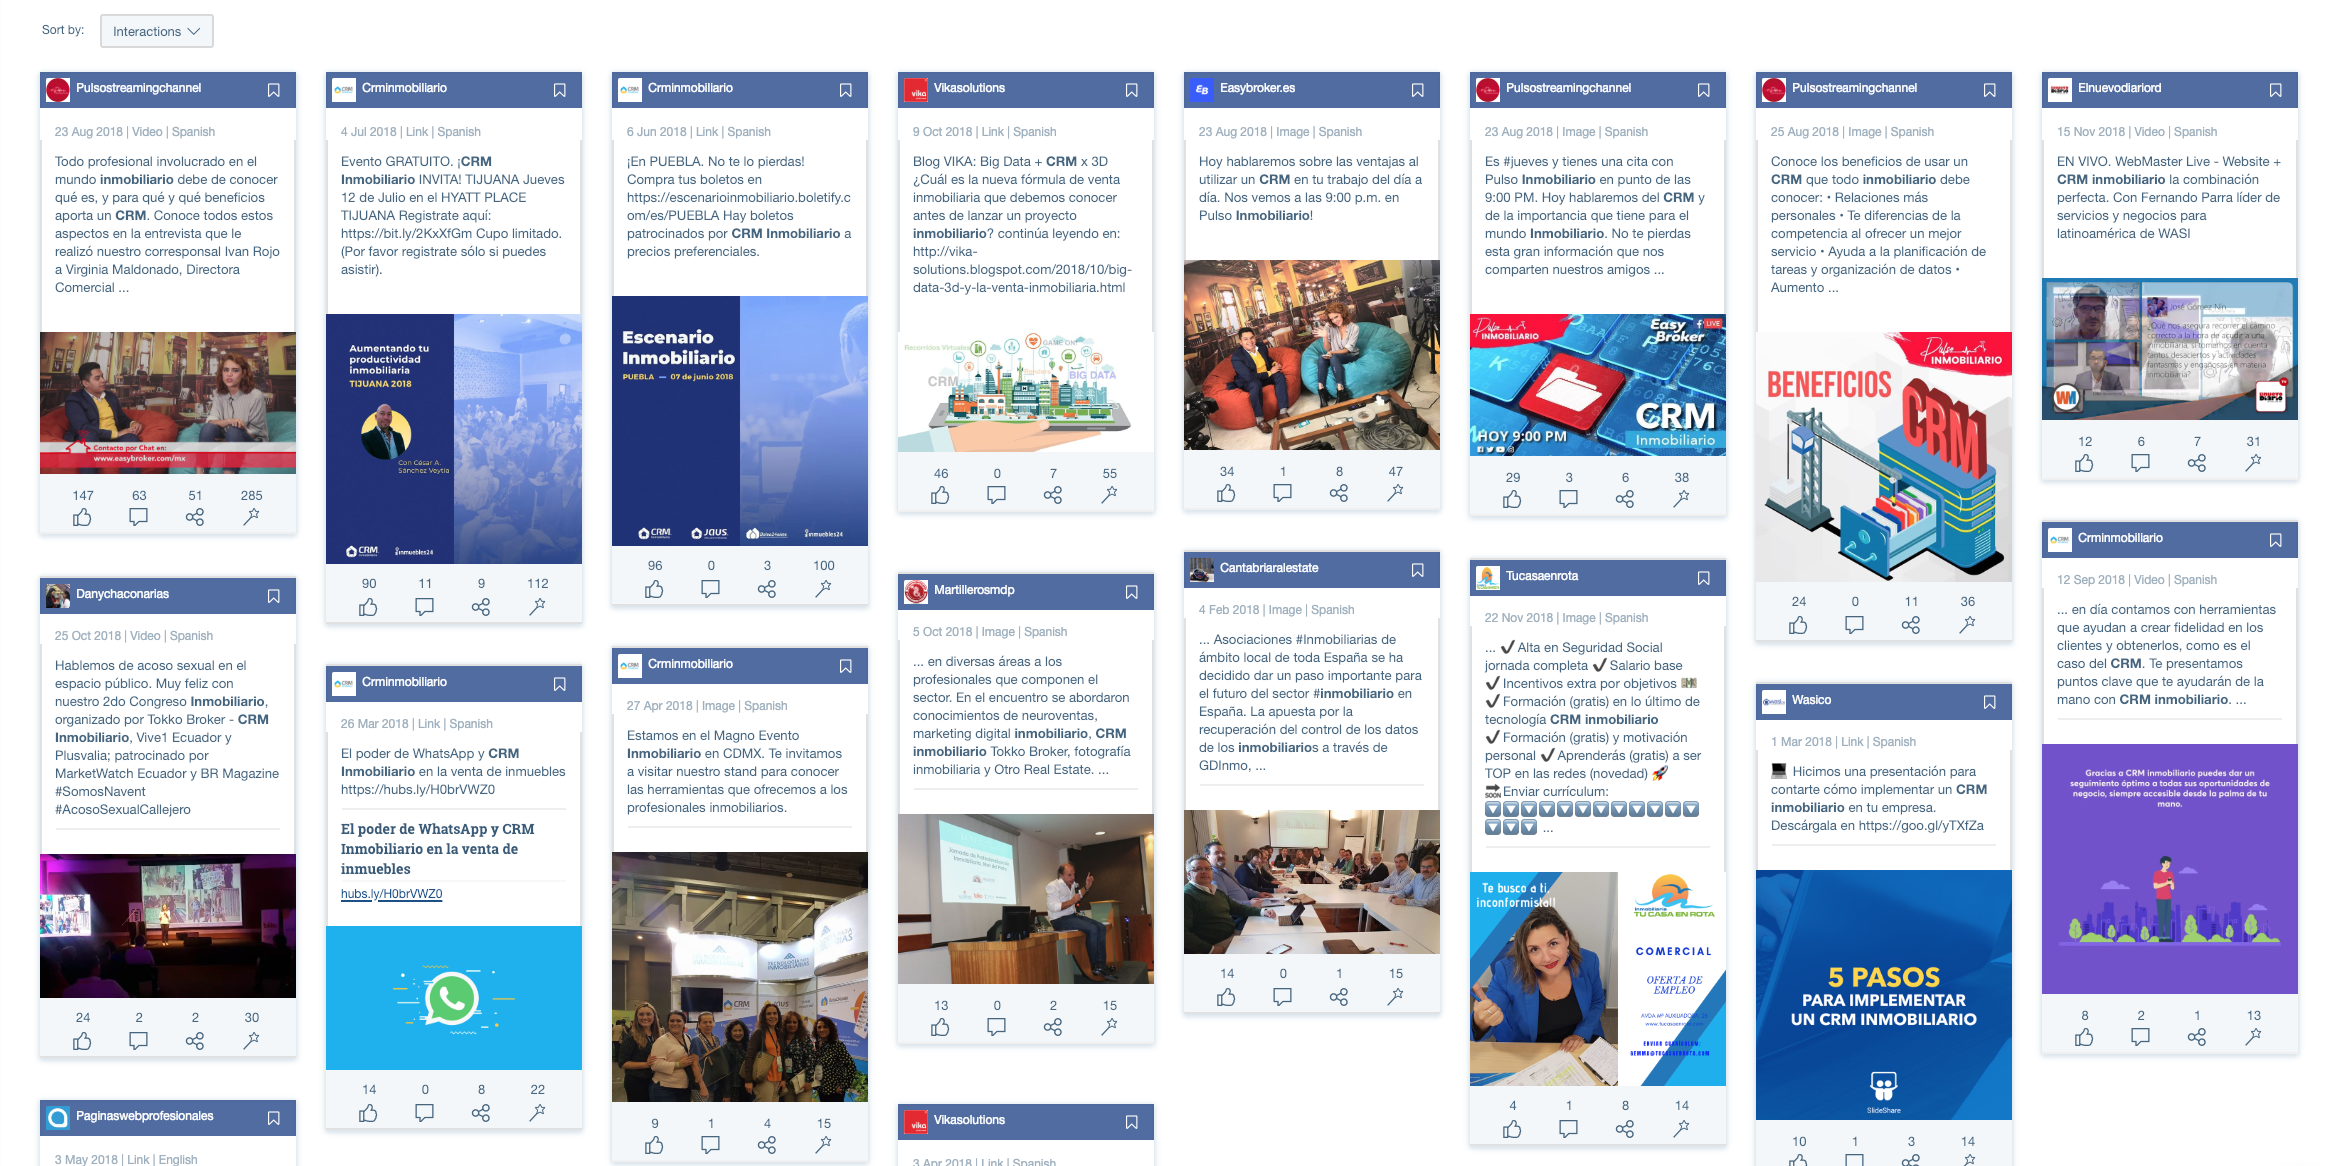 Sort by:
Interactions
Pulsostreamingchannel
23 Aug 2018 | Video | Spanish
Todo profesional involucrado en el
mundo inmobiliario debe de conocer
qué es, y para qué y qué beneficios
aporta un CRM. Conoce todos estos
aspectos en la entrevista que le
realizó nuestro corresponsal Ivan Rojo
a Virginia Maldonado, Directora
Comercial ...
Contacto por Chat en:
www.easybroker.com/mx
147 63 51 285
Danychaconarias
25 Oct 2018 | Video | Spanish
Hablemos de acoso sexual en el
espacio público. Muy feliz con
nuestro 2do Congreso Inmobiliario,
organizado por Tokko Broker - CRM
Inmobiliario, Vive1 Ecuador y
Plusvalia; patrocinado por
MarketWatch Ecuador y BR Magazine
#SomosNavent
#AcosoSexualCallejero
24 2 2 30
Paginaswebprofesionales
3 May 2018 | Link | English
Crminmobiliario
4 Jul 2018 | Link | Spanish
Evento GRATUITO. ¡CRM
Inmobiliario INVITA! TIJUANA Jueves
12 de Julio en el HYATT PLACE
TIJUANA Registrate aquí:
https://bit.ly/2KxXfGm Cupo limitado.
(Por favor registrate sólo si puedes
asistir).
Aumentando tu
productividad
inmobiliaria
TIJUANA 2018
Con César A.
Sánchez Veytia
CRM inmuebles24
90 11 9 112
Crminmobiliario
26 Mar 2018 | Link | Spanish
El poder de WhatsApp y CRM
Inmobiliario en la venta de inmuebles
https://hubs.ly/H0brVWZ0
El poder de WhatsApp y CRM
Inmobiliario en la venta de
inmuebles
hubs.ly/H0brVWZ0
14 0 8 22
Crminmobiliario
6 Jun 2018 | Link | Spanish
¡En PUEBLA. No te lo pierdas!
Compra tus boletos en
https://escenarioinmobiliario.boletify.c
om/es/PUEBLA Hay boletos
patrocinados por CRM Inmobiliario a
precios preferenciales.
Escenario
Inmobiliario
PUEBLA — 07 de junio 2018
CRM JAUS inmuebles24
96 0 3 100
Crminmobiliario
27 Apr 2018 | Image | Spanish
Estamos en el Magno Evento
Inmobiliario en CDMX. Te invitamos
a visitar nuestro stand para conocer
las herramientas que ofrecemos a los
profesionales inmobiliarios.
CRM
9 1 4 15
Vikasolutions
9 Oct 2018 | Link | Spanish
Blog VIKA: Big Data + CRM x 3D
¿Cuál es la nueva fórmula de venta
inmobiliaria que debemos conocer
antes de lanzar un proyecto
inmobiliario? continúa leyendo en:
http://vika-
solutions.blogspot.com/2018/10/big-
data-3d-y-la-venta-inmobiliaria.html
Recorridos Virtuales
CRM
BIG DATA
46 0 7 55
Martillerosmdp
5 Oct 2018 | Image | Spanish
... en diversas áreas a los
profesionales que componen el
sector. En el encuentro se abordaron
conocimientos de neuroventas,
marketing digital inmobiliario, CRM
inmobiliario Tokko Broker, fotografía
inmobiliaria y Otro Real Estate. ...
13 0 2 15
Vikasolutions
3 Apr 2018 | Link | Spanish
Easybroker.es
23 Aug 2018 | Image | Spanish
Hoy hablaremos sobre las ventajas al
utilizar un CRM en tu trabajo del día a
día. Nos vemos a las 9:00 p.m. en
Pulso Inmobiliario!
34 1 8 47
Cantabriaralestate
4 Feb 2018 | Image | Spanish
... Asociaciones #Inmobiliarias de
ámbito local de toda España se ha
decidido dar un paso importante para
el futuro del sector #inmobiliario en
España. La apuesta por la
recuperación del control de los datos
de los inmobiliarios a través de
GDInmo, ...
14 0 1 15
Pulsostreamingchannel
23 Aug 2018 | Image | Spanish
Es #jueves y tienes una cita con
Pulso Inmobiliario en punto de las
9:00 PM. Hoy hablaremos del CRM y
de la importancia que tiene para el
mundo Inmobiliario. No te pierdas
esta gran información que nos
comparten nuestros amigos ...
Pulso
INMOBILIARIO
LIVE
Easy
Broker
CRM
Inmobiliario
HOY 9:00 PM
29 3 6 38
Tucasaenrota
22 Nov 2018 | Image | Spanish
... ✔Alta en Seguridad Social
jornada completa ✔Salario base
✔Incentivos extra por objetivos
✔Formación (gratis) en lo último de
tecnología CRM inmobiliario
✔Formación (gratis) y motivación
personal ✔Aprenderás (gratis) a ser
TOP en las redes (novedad) 🚀
🔜Enviar currículum:
🔽🔽🔽🔽🔽🔽🔽🔽🔽🔽🔽🔽
🔽🔽🔽 ...
Te busco a ti,
inconformista!!
Inmobiliaria
TU CASA EN ROTA
COMERCIAL
OFERTA DE
EMPLEO
www.tucasaenrota.com
ENVIAR CURRÍCULUM:
4 1 8 14
Pulsostreamingchannel
25 Aug 2018 | Image | Spanish
Conoce los beneficios de usar un
CRM que todo inmobiliario debe
conocer: • Relaciones más
personales • Te diferencias de la
competencia al ofrecer un mejor
servicio • Ayuda a la planificación de
tareas y organización de datos •
Aumento ...
Pulso
INMOBILIARIO
BENEFICIOS
CRM
24 0 11 36
Wasico
1 Mar 2018 | Link | Spanish
💻 Hicimos una presentación para
contarte cómo implementar un CRM
inmobiliario en tu empresa.
Descárgala en https://goo.gl/yTXfZa
5 PASOS
PARA IMPLEMENTAR
UN CRM INMOBILIARIO
SlideShare
10 1 3 14
Elnuevodiariord
15 Nov 2018 | Video | Spanish
EN VIVO. WebMaster Live - Website +
CRM inmobiliario la combinación
perfecta. Con Fernando Parra líder de
servicios y negocios para
latinoamérica de WASI
José Gómez Nin
¿Qué nos asegura recorrer el camino
correcto a la hora de acudir a una
inmobiliaria, si tomamos en cuenta
tantos desaciertos y actividades
fantasmas y engañosas en materia
inmobiliaria?
12 6 7 31
Crminmobiliario
12 Sep 2018 | Video | Spanish
... en día contamos con herramientas
que ayudan a crear fidelidad en los
clientes y obtenerlos, como es el
caso del CRM. Te presentamos
puntos clave que te ayudarán de la
mano con CRM inmobiliario. ...
Gracias a CRM inmobiliario puedes dar un
seguimiento óptimo a todas sus oportunidades de
negocio, siempre accesible desde la palma de tu
mano.
8 2 1 13